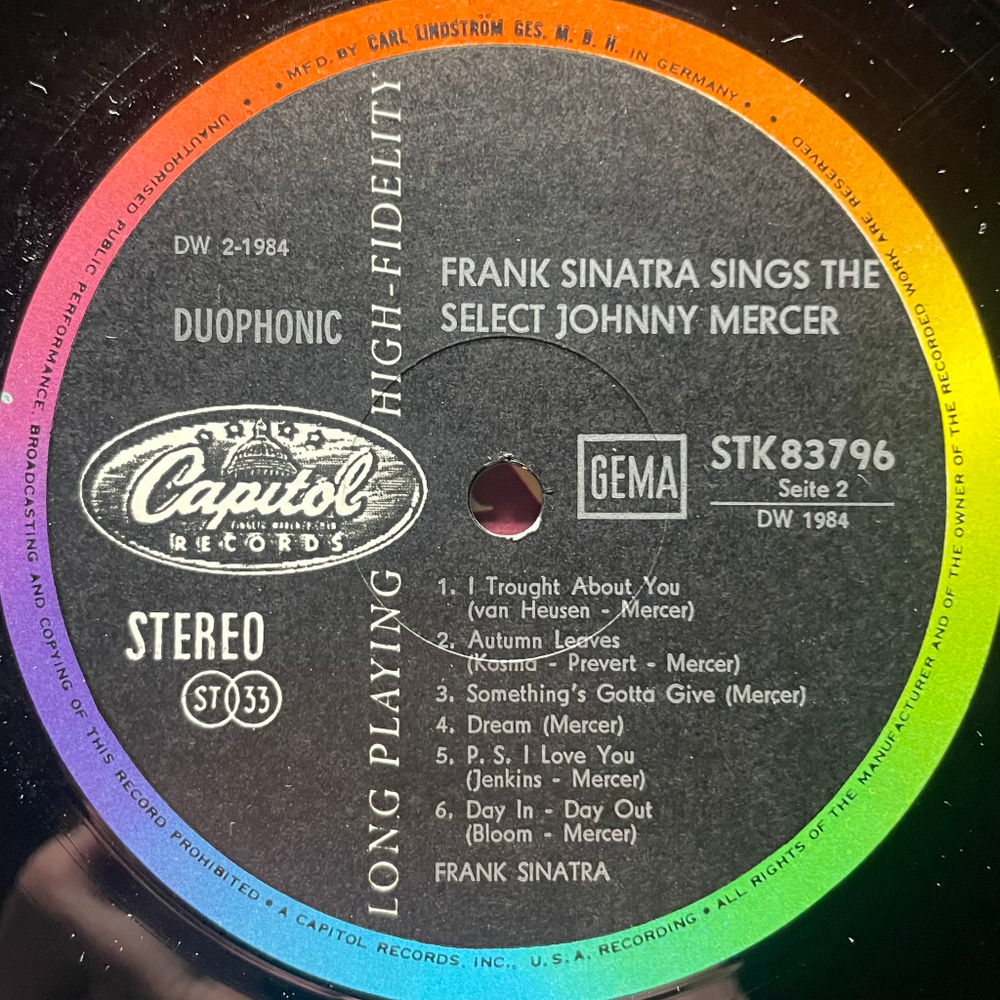 MFD. BY CARL LINDSTRÖM GES. M. B. H. IN GERMANY
UNAUTHORISED PUBLIC PERFORMANCE, BROADCASTING AND COPYING OF THIS RECORD PROHIBITED • A CAPITOL RECORDS, INC., U.S.A. RECORDING • ALL RIGHTS OF THE MANUFACTURER AND OF THE OWNER OF THE RECORDED WORK ARE RESERVED
LONG PLAYING HIGH-FIDELITY
DW 2-1984
DUOPHONIC
FRANK SINATRA SINGS THE
SELECT JOHNNY MERCER
Capitol
RECORDS
GEMA
STK 83796
Seite 2
DW 1984
STEREO
ST 33
1. I Trought About You
(van Heusen - Mercer)
2. Autumn Leaves
(Kosma - Prevert - Mercer)
3. Something's Gotta Give (Mercer)
4. Dream (Mercer)
5. P. S. I Love You
(Jenkins - Mercer)
6. Day In - Day Out
(Bloom - Mercer)
FRANK SINATRA